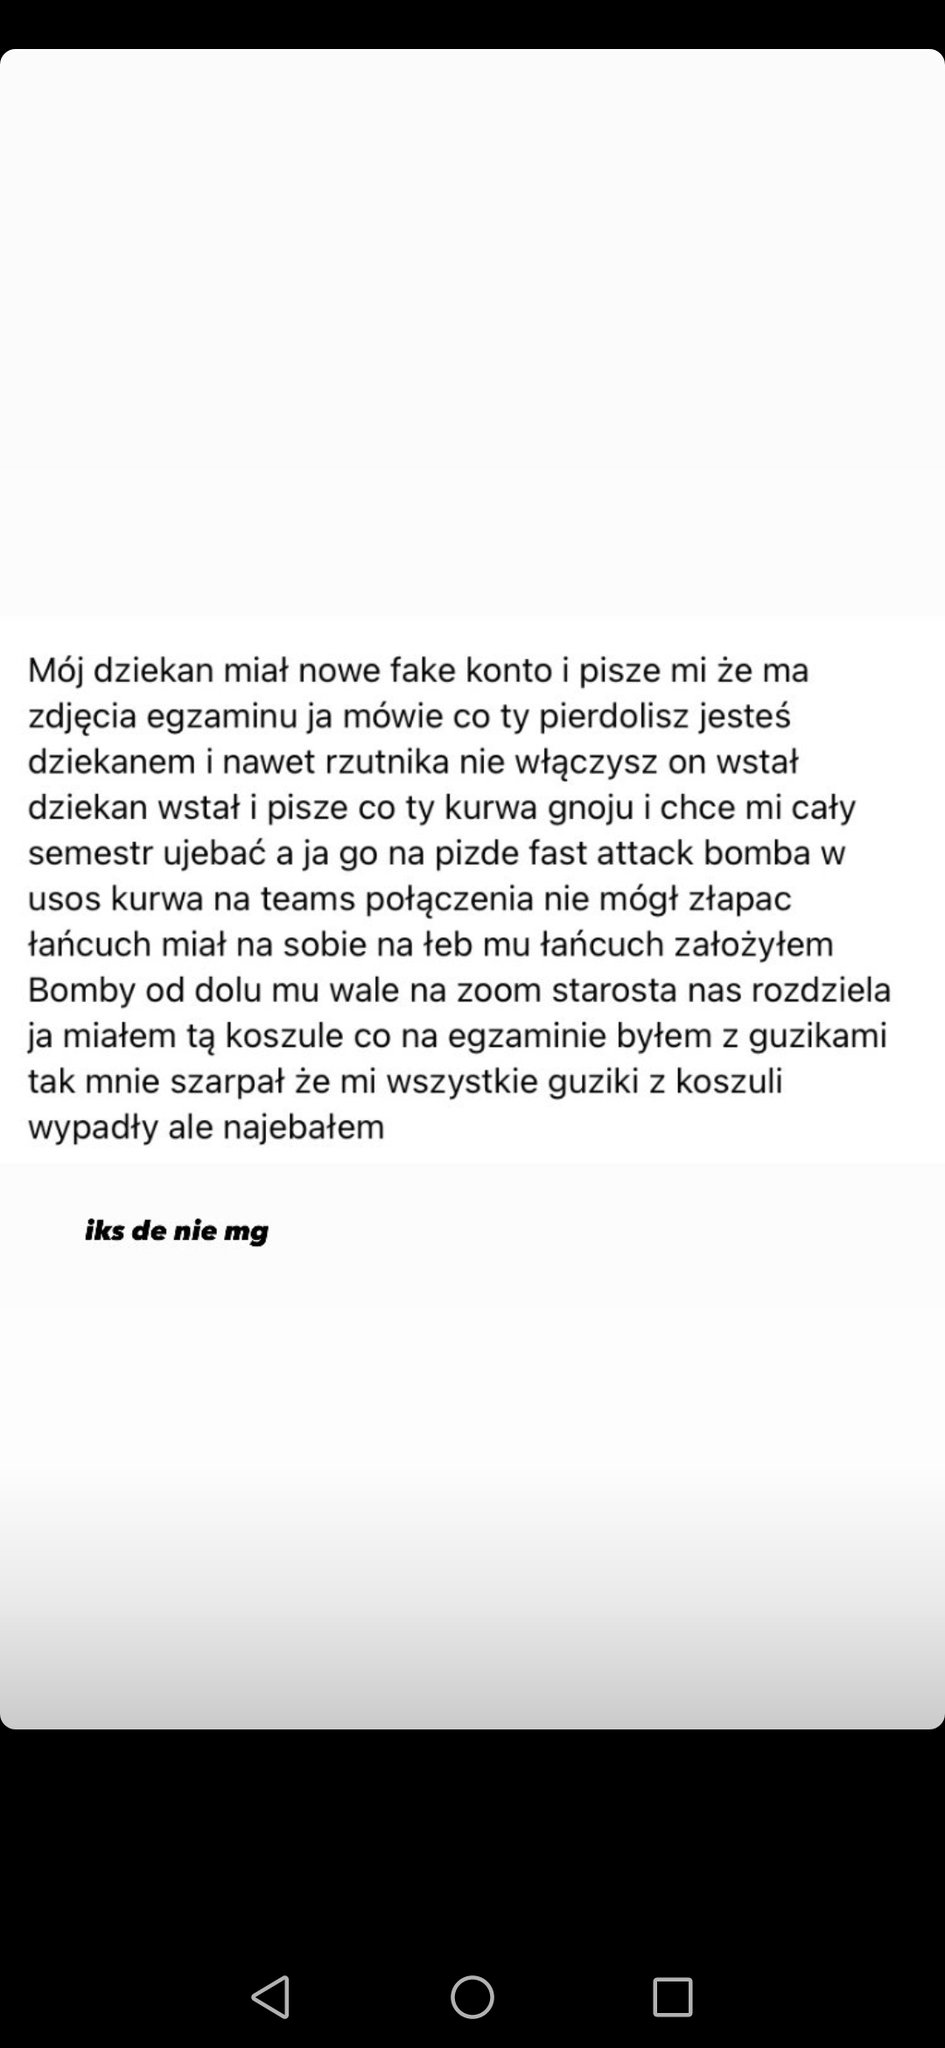 Mój dziekan miał nowe fake konto i pisze mi że ma
zdjęcia egzaminu ja mówie co ty pierdolisz jesteś
dziekanem i nawet rzutnika nie włączysz on wstał
dziekan wstał i pisze co ty kurwa gnoju i chce mi cały
semestr ujebać a ja go na pizde fast attack bomba w
usos kurwa na teams połączenia nie mógł złapac
łańcuch miał na sobie na łeb mu łańcuch założyłem
Bomby od dolu mu wale na zoom starosta nas rozdziela
ja miałem tą koszule co na egzaminie byłem z guzikami
tak mnie szarpał że mi wszystkie guziki z koszuli
wypadły ale najebałem
iks de nie mg